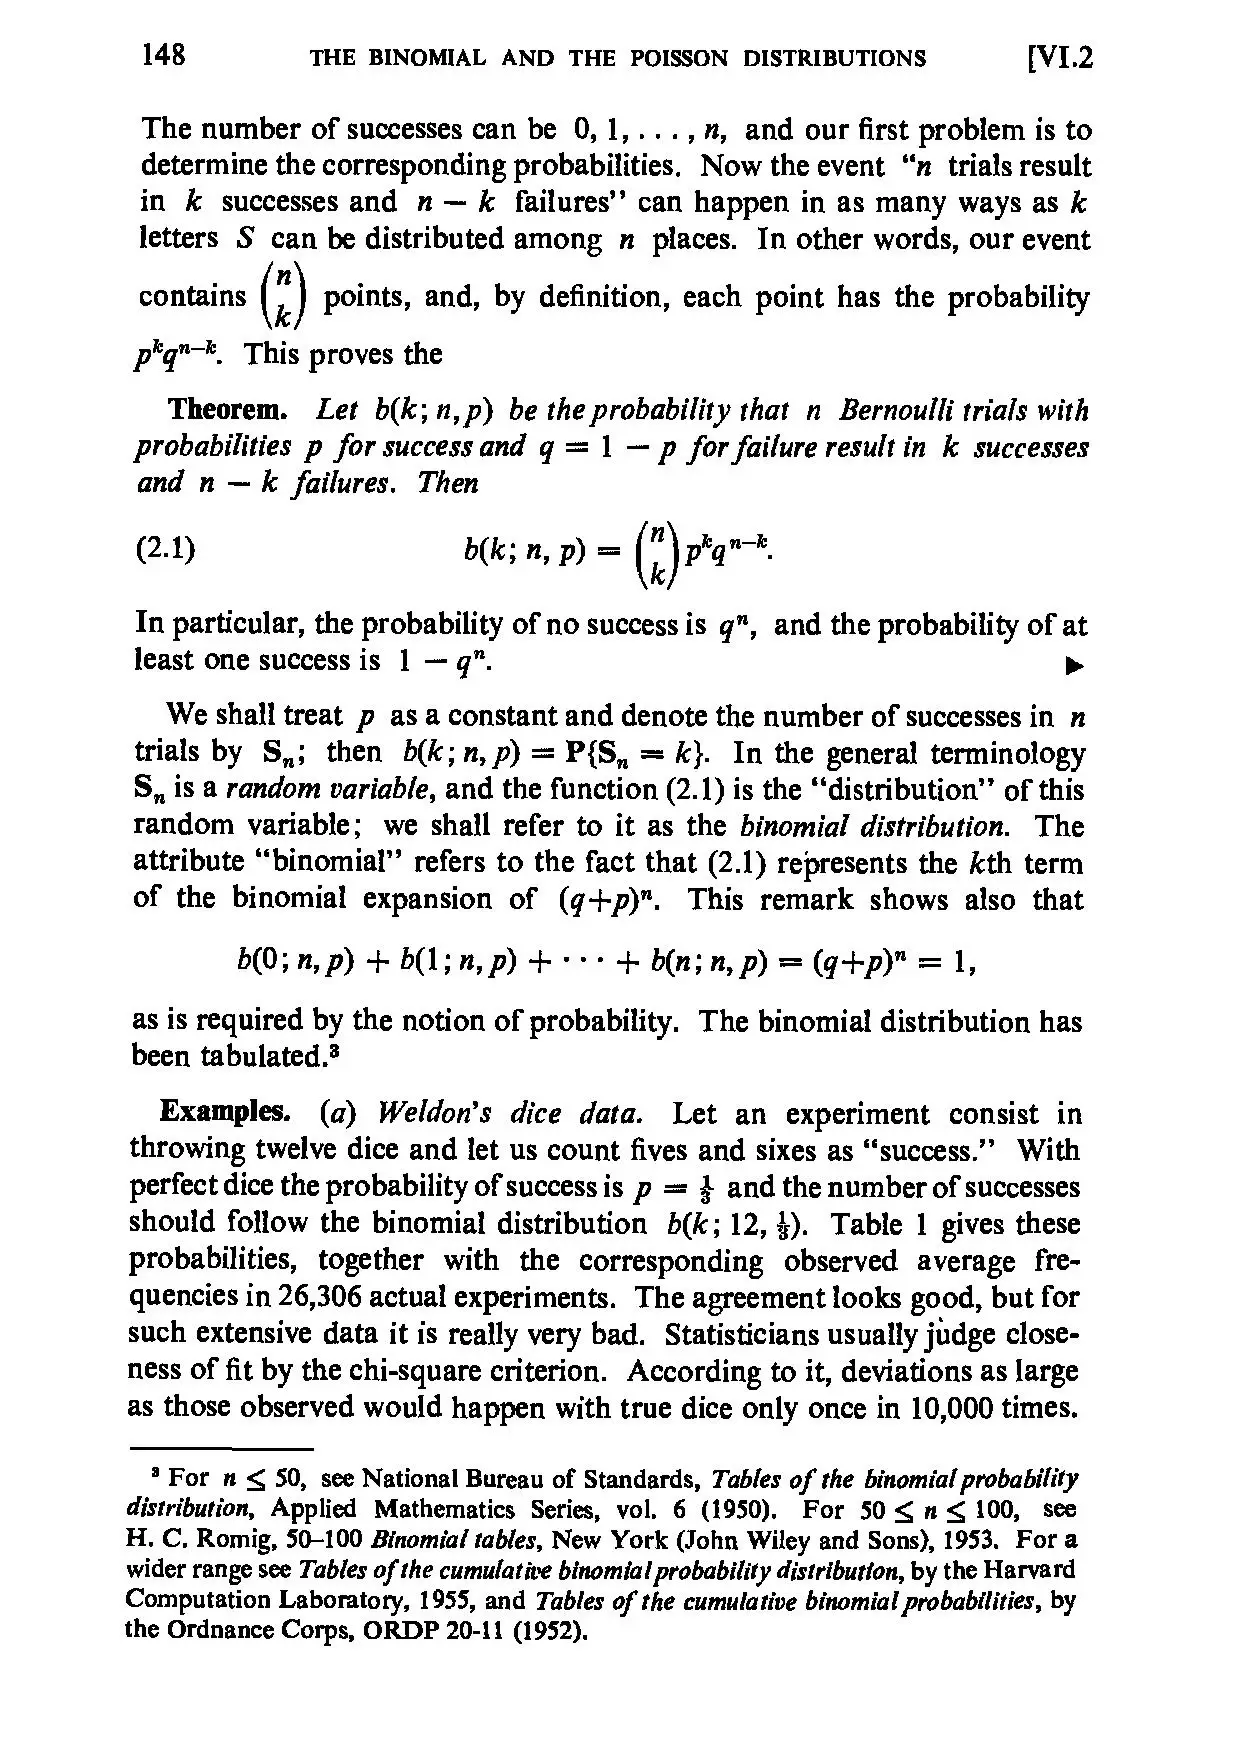 148 THE BINOMIAL AND THE POISSON DISTRIBUTIONS [VI.2
The number of successes can be 0, 1, . . . , n, and our first problem is to
determine the corresponding probabilities. Now the event “n trials result
in k successes and n − k failures” can happen in as many ways as k
letters S can be distributed among n places. In other words, our event
contains (n k) points, and, by definition, each point has the probability
pᵏqⁿ⁻ᵏ. This proves the
Theorem. Let b(k; n, p) be the probability that n Bernoulli trials with
probabilities p for success and q = 1 − p for failure result in k successes
and n − k failures. Then
(2.1) b(k; n, p) = (n k) pᵏqⁿ⁻ᵏ.
In particular, the probability of no success is qⁿ, and the probability of at
least one success is 1 − qⁿ. ►
We shall treat p as a constant and denote the number of successes in n
trials by Sₙ; then b(k; n, p) = P{Sₙ = k}. In the general terminology
Sₙ is a random variable, and the function (2.1) is the “distribution” of this
random variable; we shall refer to it as the binomial distribution. The
attribute “binomial” refers to the fact that (2.1) represents the kth term
of the binomial expansion of (q+p)ⁿ. This remark shows also that
b(0; n, p) + b(1; n, p) + · · · + b(n; n, p) = (q+p)ⁿ = 1,
as is required by the notion of probability. The binomial distribution has
been tabulated.³
Examples. (a) Weldon’s dice data. Let an experiment consist in
throwing twelve dice and let us count fives and sixes as “success.” With
perfect dice the probability of success is p = ⅓ and the number of successes
should follow the binomial distribution b(k; 12, ⅓). Table 1 gives these
probabilities, together with the corresponding observed average fre-
quencies in 26,306 actual experiments. The agreement looks good, but for
such extensive data it is really very bad. Statisticians usually judge close-
ness of fit by the chi-square criterion. According to it, deviations as large
as those observed would happen with true dice only once in 10,000 times.
³ For n ≤ 50, see National Bureau of Standards, Tables of the binomial probability
distribution, Applied Mathematics Series, vol. 6 (1950). For 50 ≤ n ≤ 100, see
H. C. Romig, 50–100 Binomial tables, New York (John Wiley and Sons), 1953. For a
wider range see Tables of the cumulative binomial probability distribution, by the Harvard
Computation Laboratory, 1955, and Tables of the cumulative binomial probabilities, by
the Ordnance Corps, ORDP 20-11 (1952).